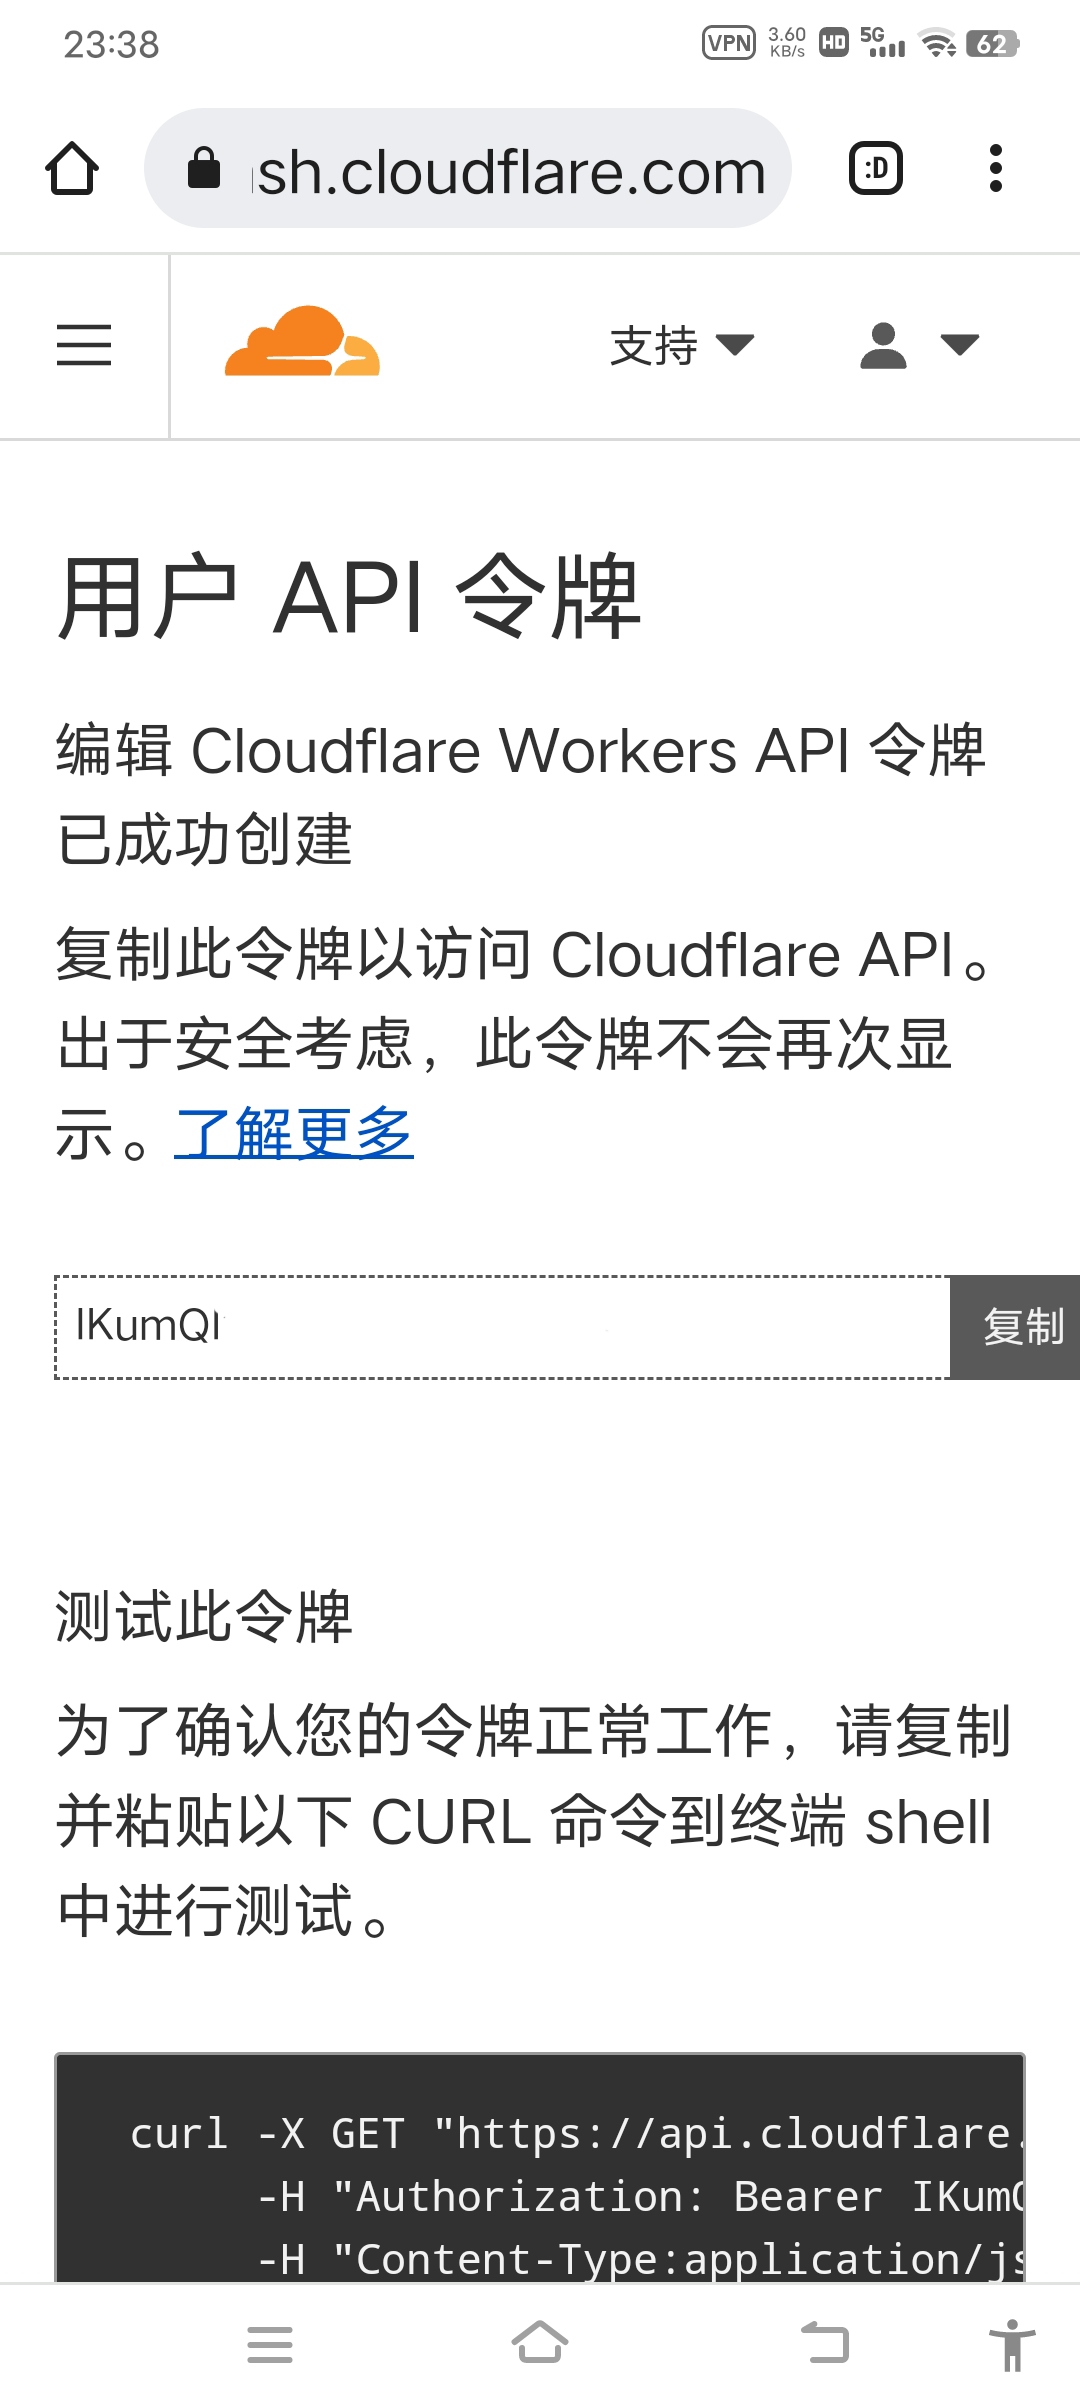 23:38
VPN 3.60 KB/s HD 5G 62
sh.cloudflare.com :D
支持
用户 API 令牌
编辑 Cloudflare Workers API 令牌
已成功创建
复制此令牌以访问 Cloudflare API。
出于安全考虑，此令牌不会再次显
示。了解更多
复制
测试此令牌
为了确认您的令牌正常工作，请复制
并粘贴以下 CURL 命令到终端 shell
中进行测试。
curl -X GET "https://api.cloudflare.
-H "Authorization: Bearer
-H "Content-Type:application/js